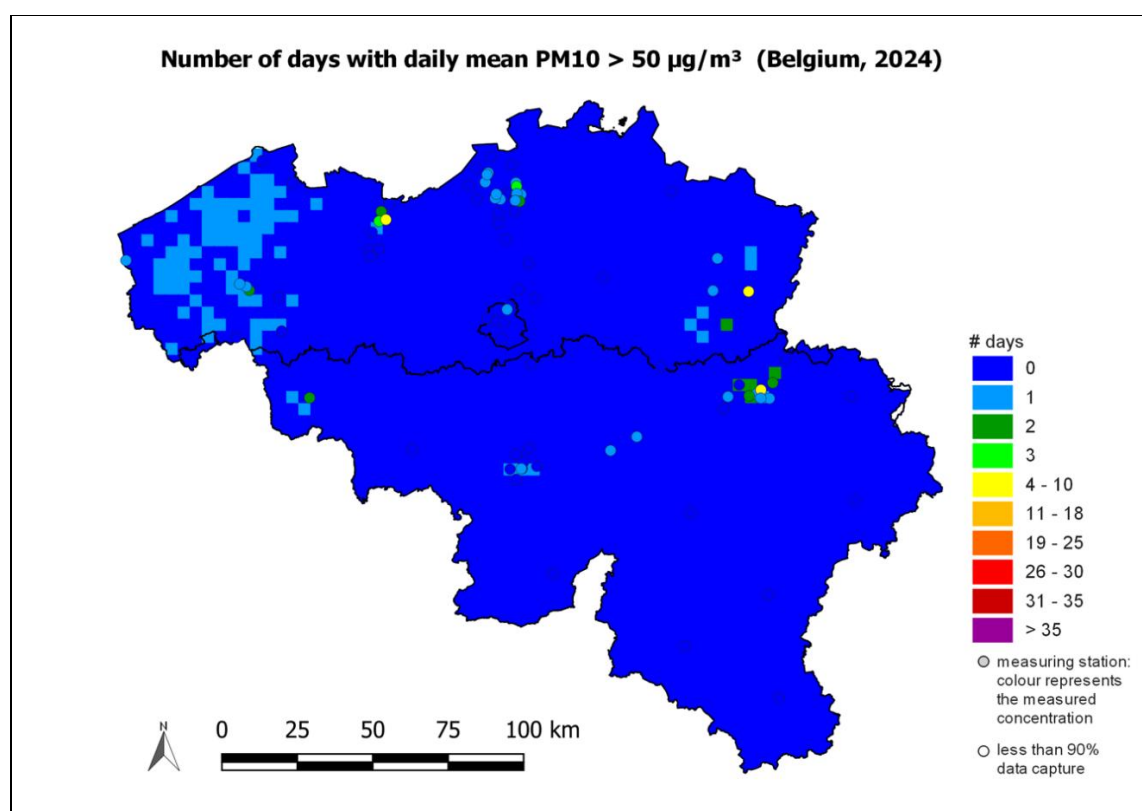 Number of days with daily mean PM10 > 50 µg/m³ (Belgium, 2024)
# days
0
1
2
3
4 - 10
11 - 18
19 - 25
26 - 30
31 - 35
> 35
measuring station:
colour represents
the measured
concentration
less than 90%
data capture
N
0 25 50 75 100 km